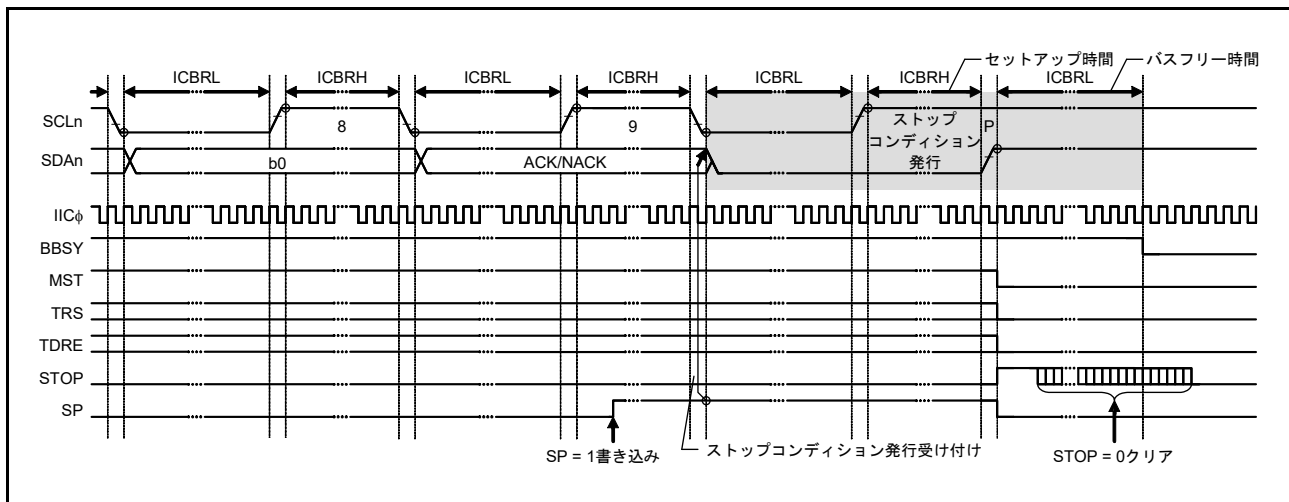 セットアップ時間
バスフリー時間
ICBRL
ICBRH
ICBRL
ICBRH
ICBRL
ICBRH
ICBRL
SCLn
8
9
ストップ
コンディション
発行
P
SDAn
b0
ACK/NACK
IICφ
BBSY
MST
TRS
TDRE
STOP
SP
SP = 1書き込み
ストップコンディション発行受け付け
STOP = 0クリア